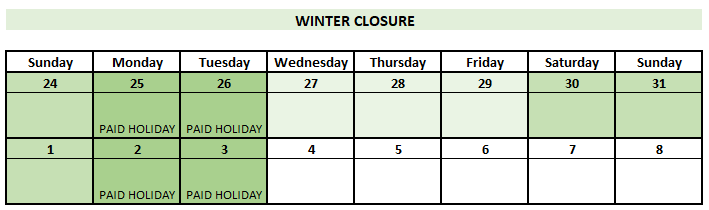 WINTER CLOSURE
Sunday Monday Tuesday Wednesday Thursday Friday Saturday Sunday
24 25 26 27 28 29 30 31
PAID HOLIDAY PAID HOLIDAY
1 2 3 4 5 6 7 8
PAID HOLIDAY PAID HOLIDAY